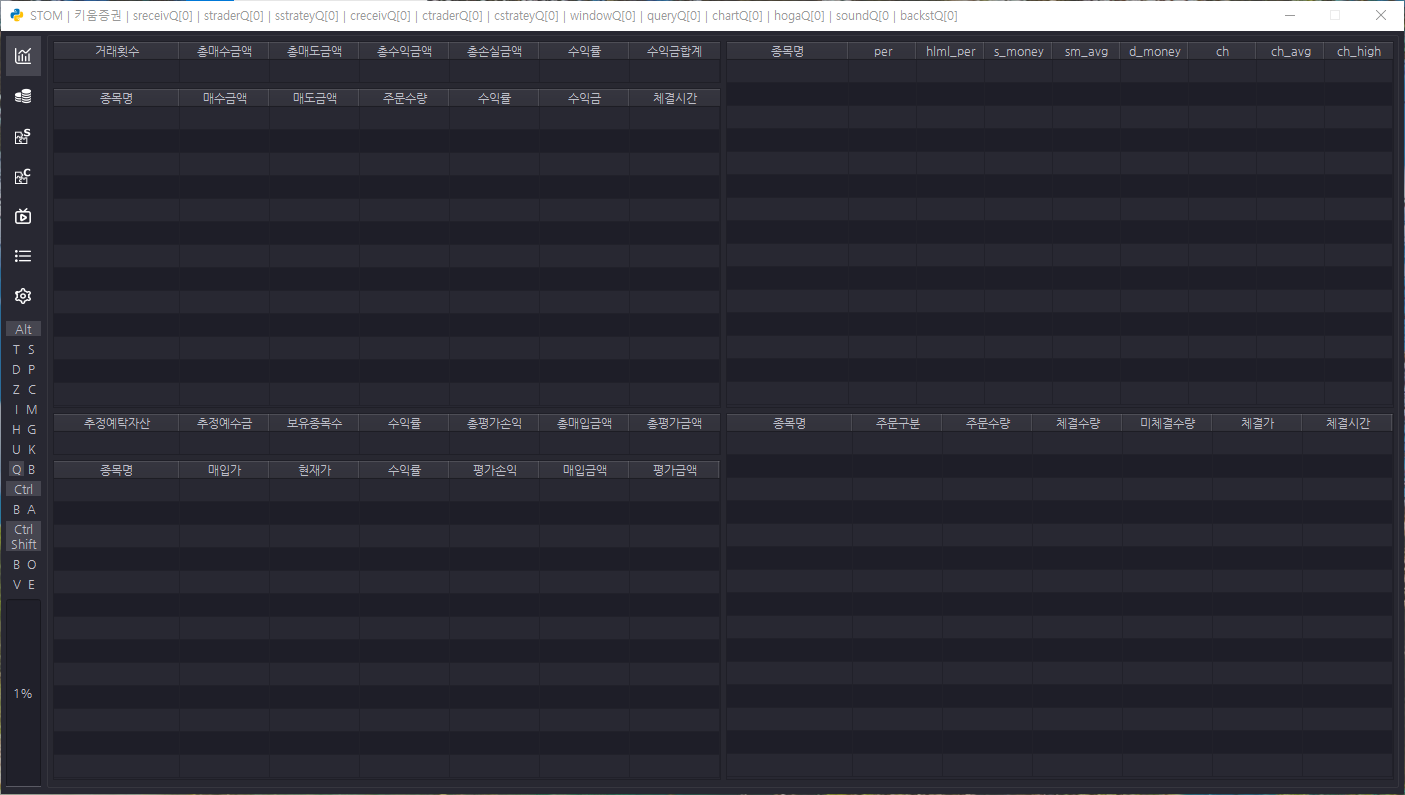 STOM | 키움증권 | sreceivQ[0] | straderQ[0] | sstrateyQ[0] | creceivQ[0] | ctraderQ[0] | cstrateyQ[0] | windowQ[0] | queryQ[0] | chartQ[0] | hogaQ[0] | soundQ[0 | backstQ[0]
S
C
Alt
T S
D P
Z C
I M
H G
U K
Q B
Ctrl
B A
Ctrl
Shift
B O
V E
1%
거래횟수 총매수금액 총매도금액 총수익금액 총손실금액 수익률 수익금합계
종목명 매수금액 매도금액 주문수량 수익률 수익금 체결시간
종목명 per hlml_per s_money sm_avg d_money ch ch_avg ch_high
추정예탁자산 추정예수금 보유종목수 수익률 총평가손익 총매입금액 총평가금액
종목명 매입가 현재가 수익률 평가손익 매입금액 평가금액
종목명 주문구분 주문수량 체결수량 미체결수량 체결가 체결시간